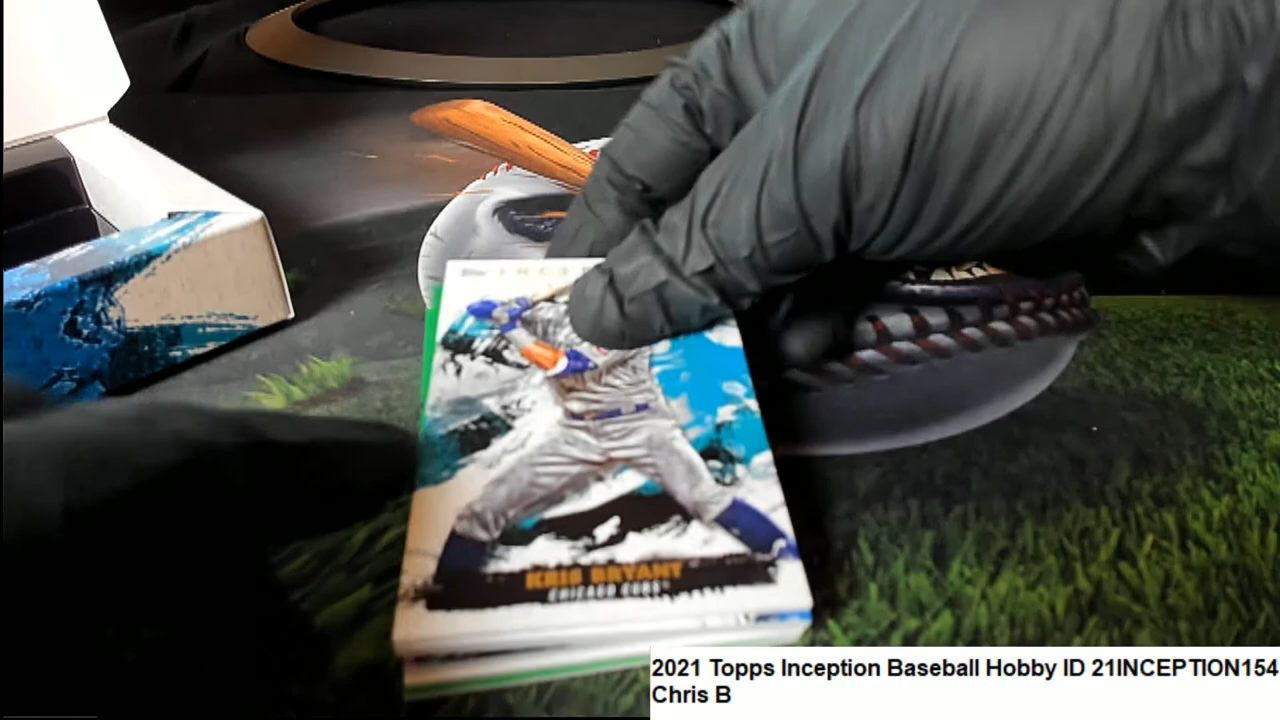 KRIS BRYANT
CHICAGO CUBS
2021 Topps Inception Baseball Hobby ID 21INCEPTION154
Chris B